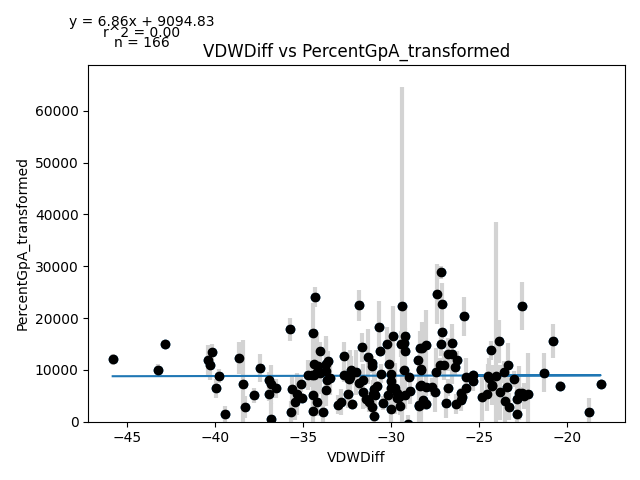 y = 6.86x + 9094.83
r^2 = 0.00
n = 166
VDWDiff vs PercentGpA_transformed
PercentGpA_transformed
60000
50000
40000
30000
20000
10000
0
−45
−40
−35
−30
−25
−20
VDWDiff